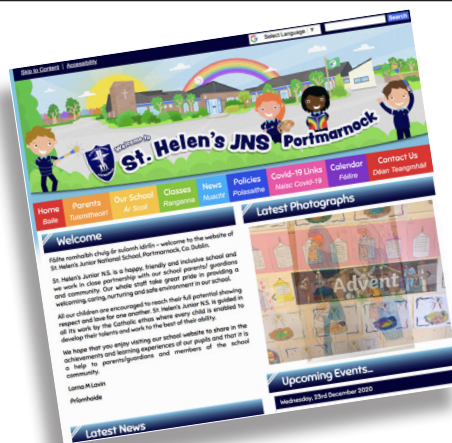 Skip to Content | Accessibility
Select Language ▼
Search
Welcome To
St. Helen's JNS Portmarnock
Home
Baile
Parents
Tuismitheoirí
Our School
Ár Scoil
Classes
Ranganna
News
Nuacht
Policies
Polasaithe
Covid-19 Links
Naisc Covid-19
Calendar
Féilire
Contact Us
Déan Teangmháil
Welcome
Fáilte romhaibh chuig ár suíomh idirlín - welcome to the website of
St. Helen's Junior National School, Portmarnock, Co. Dublin.
St. Helen's Junior N.S. is a happy, friendly and inclusive school and
we work in close partnership with our school parents/ guardians
and community. Our whole staff take great pride in providing a
welcoming, caring, nurturing and safe environment in our school.
All our children are encouraged to reach their full potential showing
respect and love for one another. St. Helen's Junior N.S. is guided in
all its work by the Catholic ethos where every child is enabled to
develop their talents and work to the best of their ability.
We hope that you enjoy visiting our school website to share in the
achievements and learning experiences of our pupils and that it is
a help to parents/guardians and members of the school
community.
Lorna M Lavin
Príomhoide
Latest News
Latest Photographs
Advent
Upcoming Events...
Wednesday, 23rd December 2020